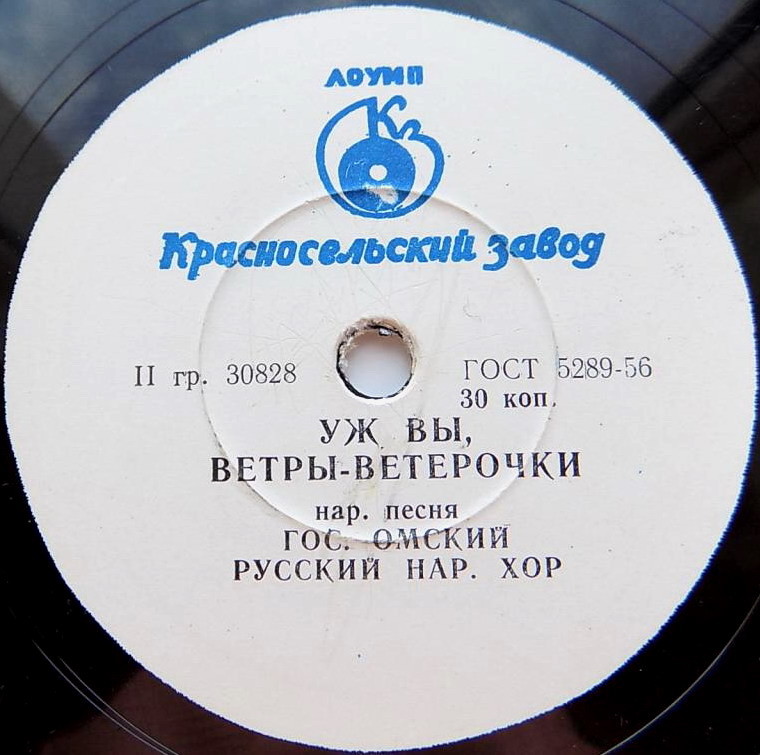 ЛОУМП
Кз
Красносельский завод
II гр. 30828 ГОСТ 5289-56
30 коп.
УЖ ВЫ,
ВЕТРЫ-ВЕТЕРОЧКИ
нар. песня
ГОС. ОМСКИЙ
РУССКИЙ НАР. ХОР